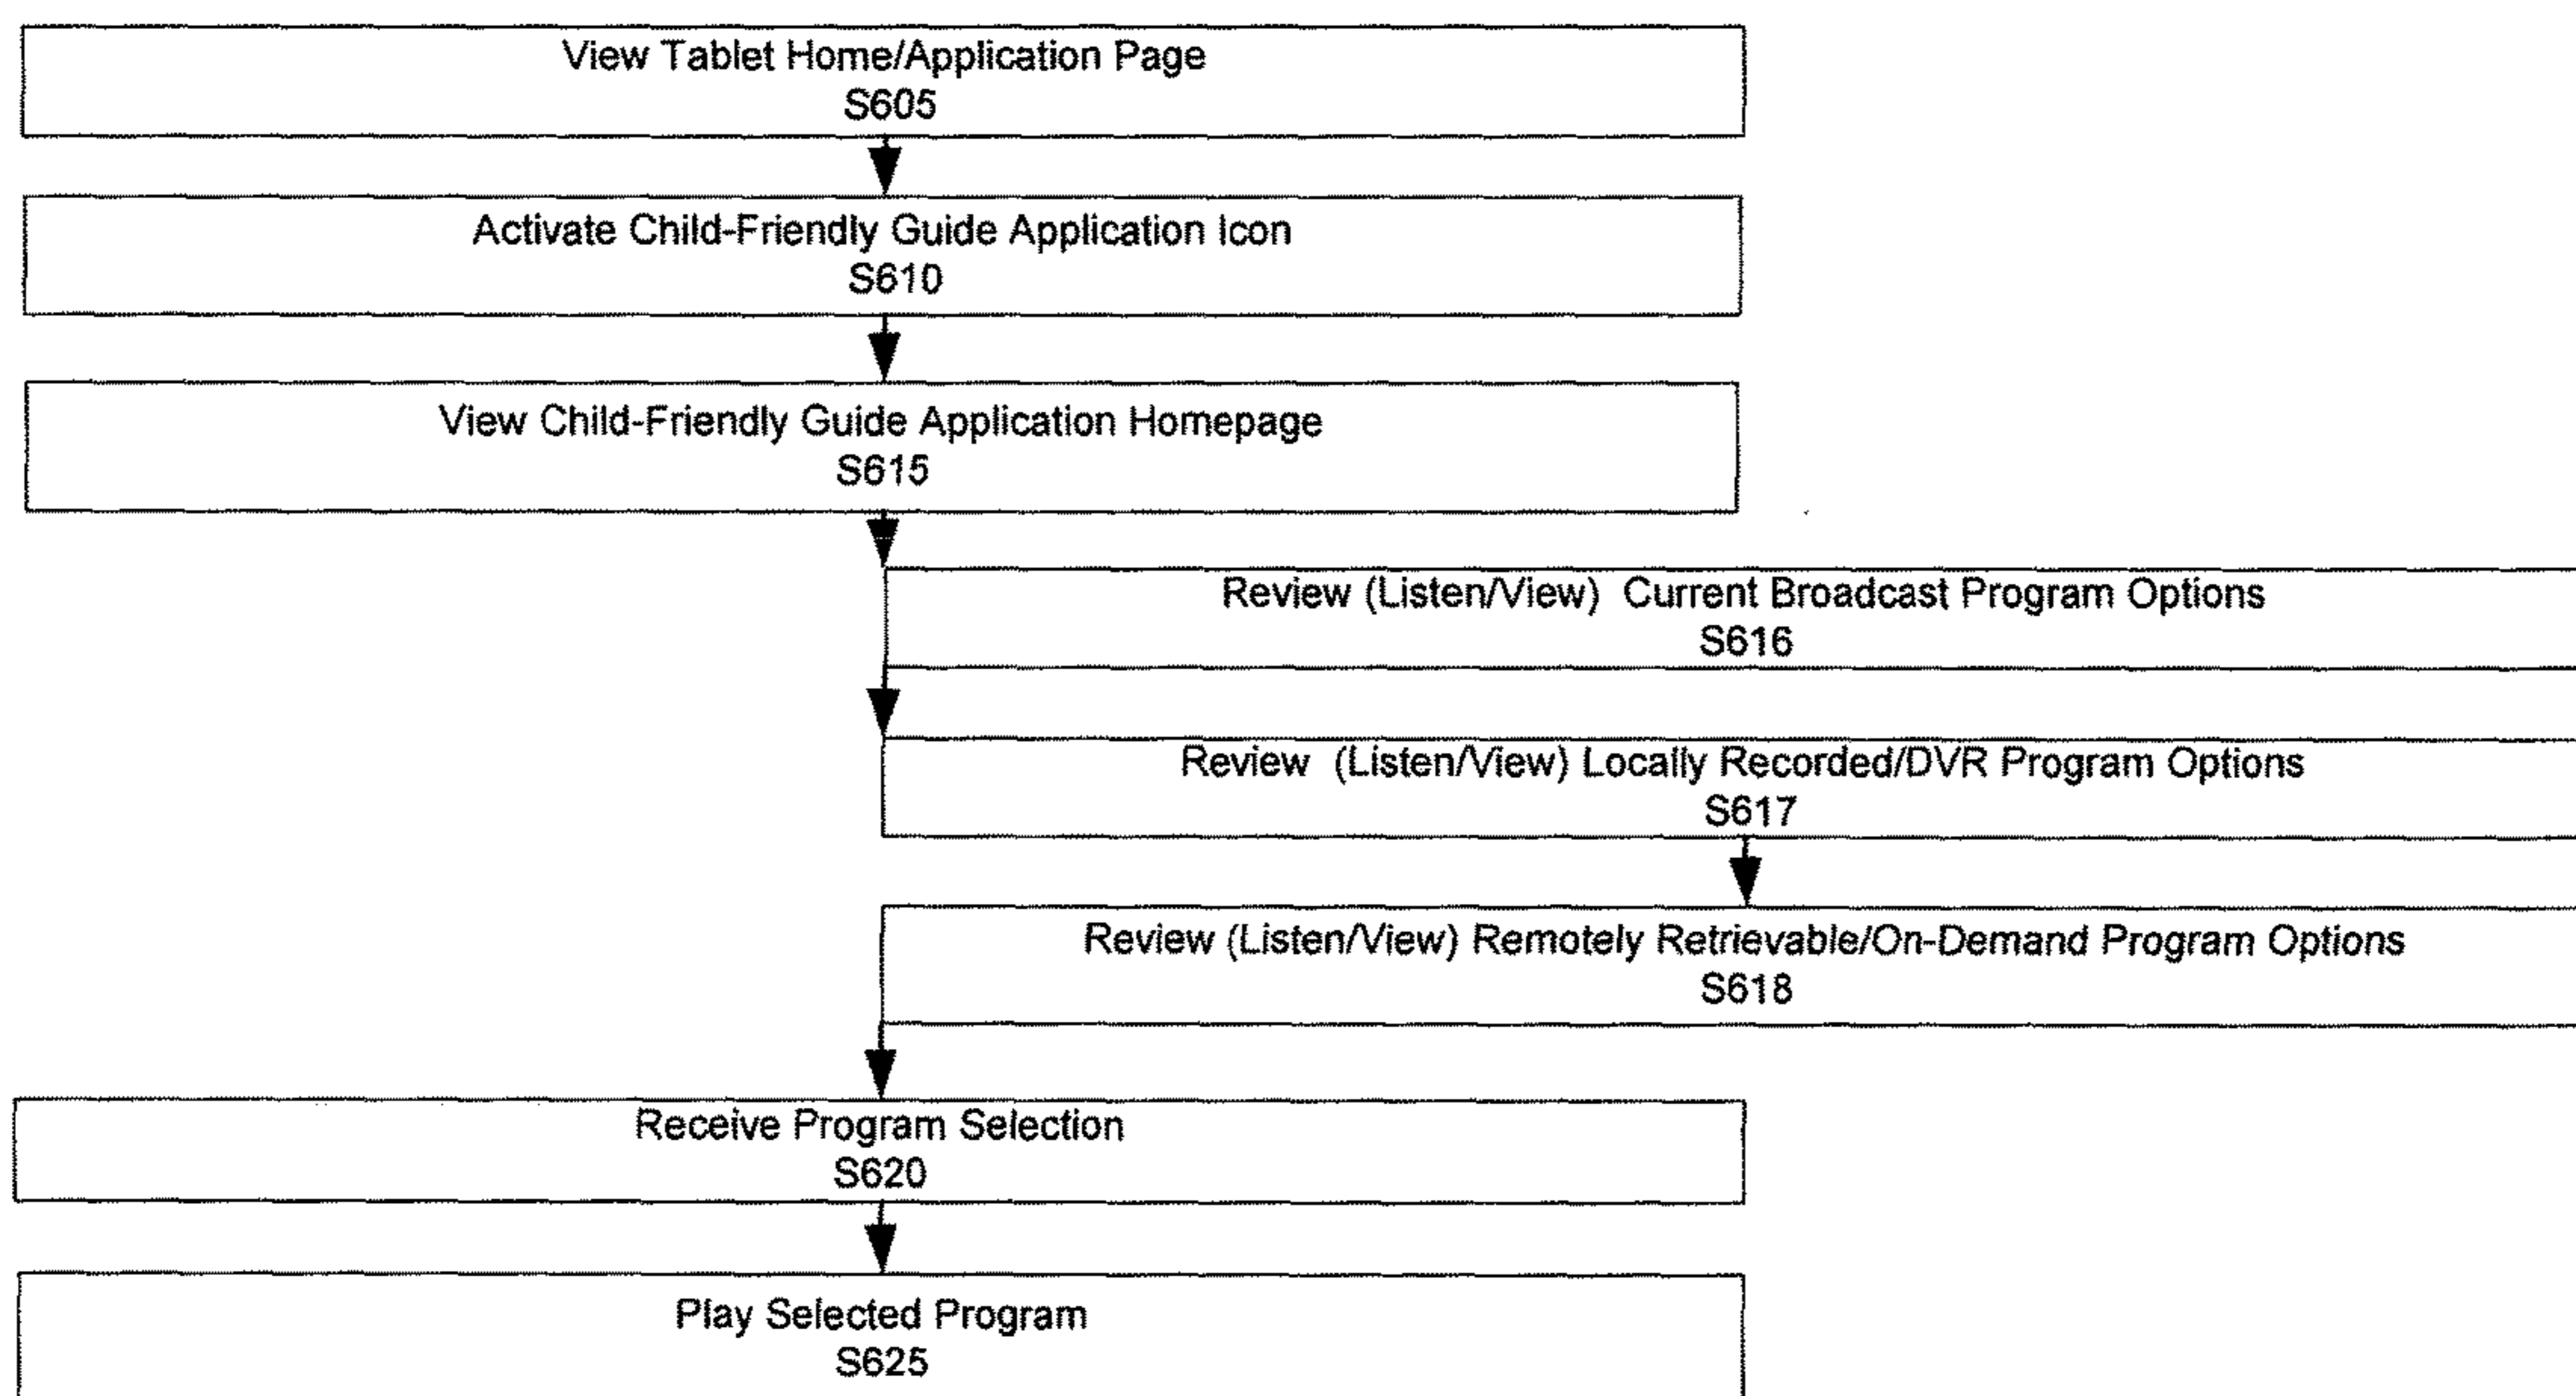 View Tablet Home/Application Page
S605
Activate Child-Friendly Guide Application Icon
S610
View Child-Friendly Guide Application Homepage
S615
Review (Listen/View) Current Broadcast Program Options
S616
Review (Listen/View) Locally Recorded/DVR Program Options
S617
Review (Listen/View) Remotely Retrievable/On-Demand Program Options
S618
Receive Program Selection
S620
Play Selected Program
S625